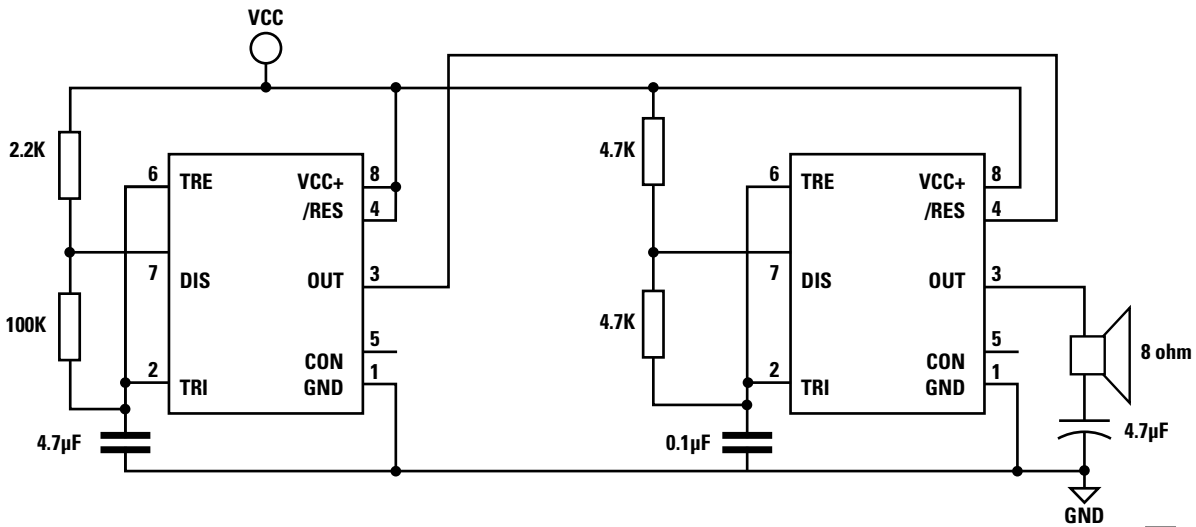 VCC
2.2K
100K
4.7µF
6
TRE
VCC+
8
/RES
4
7
DIS
OUT
3
5
CON
2
TRI
GND
1
4.7K
4.7K
0.1µF
6
TRE
VCC+
8
/RES
4
7
DIS
OUT
3
5
CON
2
TRI
GND
1
8 ohm
4.7µF
GND